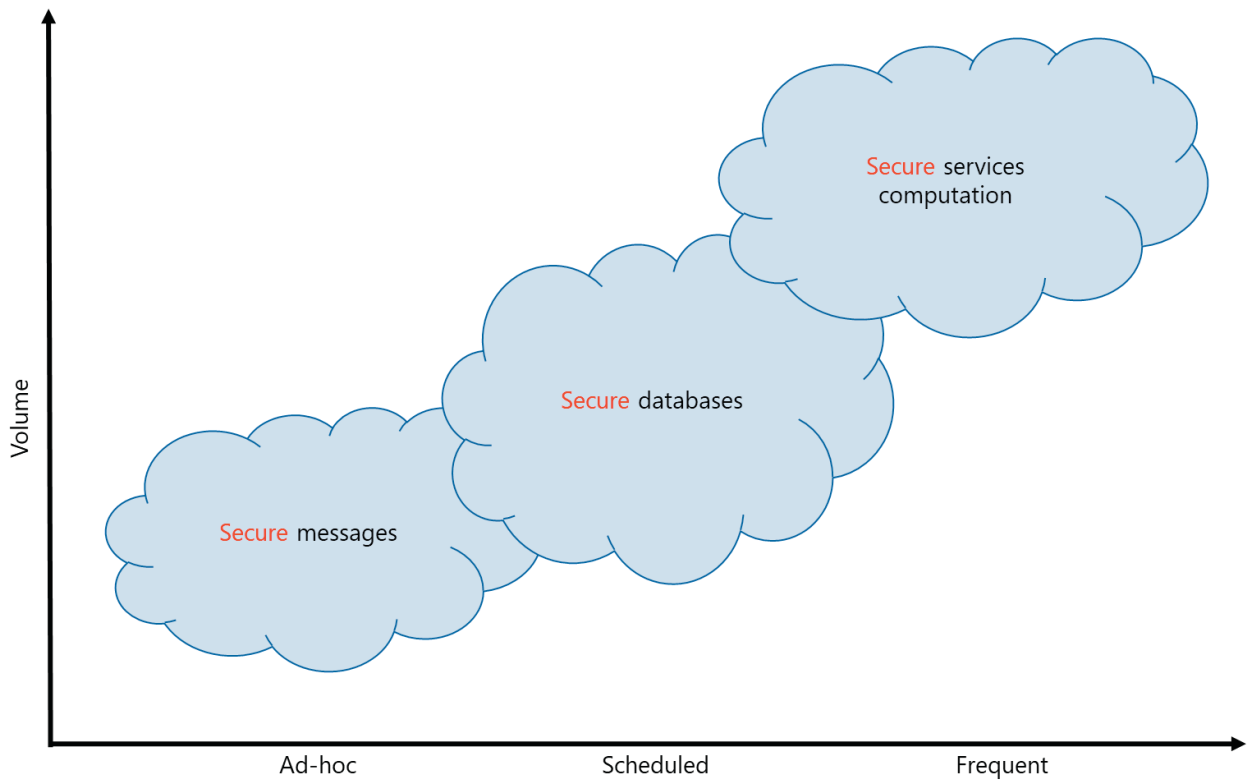 Secure services
computation
Secure databases
Volume
Secure messages
Ad-hoc
Scheduled
Frequent